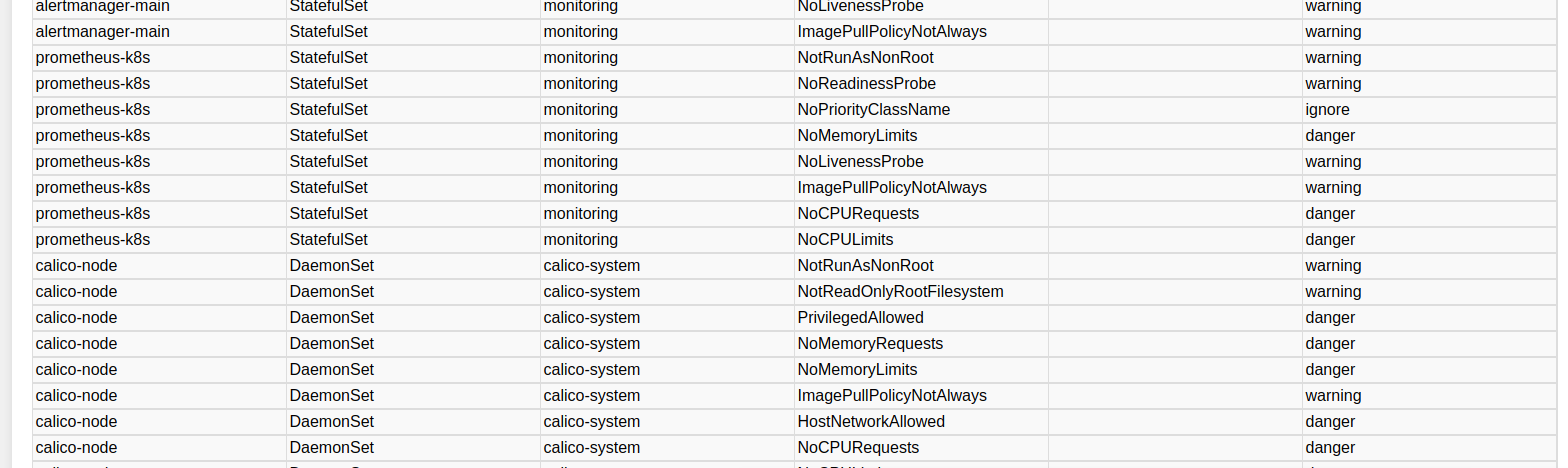 alertmanager-main StatefulSet monitoring NoLivenessProbe warning
alertmanager-main StatefulSet monitoring ImagePullPolicyNotAlways warning
prometheus-k8s StatefulSet monitoring NotRunAsNonRoot warning
prometheus-k8s StatefulSet monitoring NoReadinessProbe warning
prometheus-k8s StatefulSet monitoring NoPriorityClassName ignore
prometheus-k8s StatefulSet monitoring NoMemoryLimits danger
prometheus-k8s StatefulSet monitoring NoLivenessProbe warning
prometheus-k8s StatefulSet monitoring ImagePullPolicyNotAlways warning
prometheus-k8s StatefulSet monitoring NoCPURequests danger
prometheus-k8s StatefulSet monitoring NoCPULimits danger
calico-node DaemonSet calico-system NotRunAsNonRoot warning
calico-node DaemonSet calico-system NotReadOnlyRootFilesystem warning
calico-node DaemonSet calico-system PrivilegedAllowed danger
calico-node DaemonSet calico-system NoMemoryRequests danger
calico-node DaemonSet calico-system NoMemoryLimits danger
calico-node DaemonSet calico-system ImagePullPolicyNotAlways warning
calico-node DaemonSet calico-system HostNetworkAllowed danger
calico-node DaemonSet calico-system NoCPURequests danger